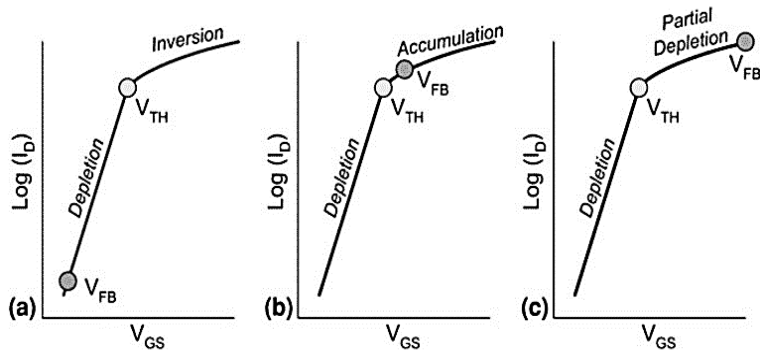 Inversion
V_TH
Depletion
V_FB
Log (I_D)
V_GS
(a)
Accumulation
V_FB
V_TH
Depletion
Log (I_D)
V_GS
(b)
Partial
Depletion
V_FB
V_TH
Depletion
Log (I_D)
V_GS
(c)